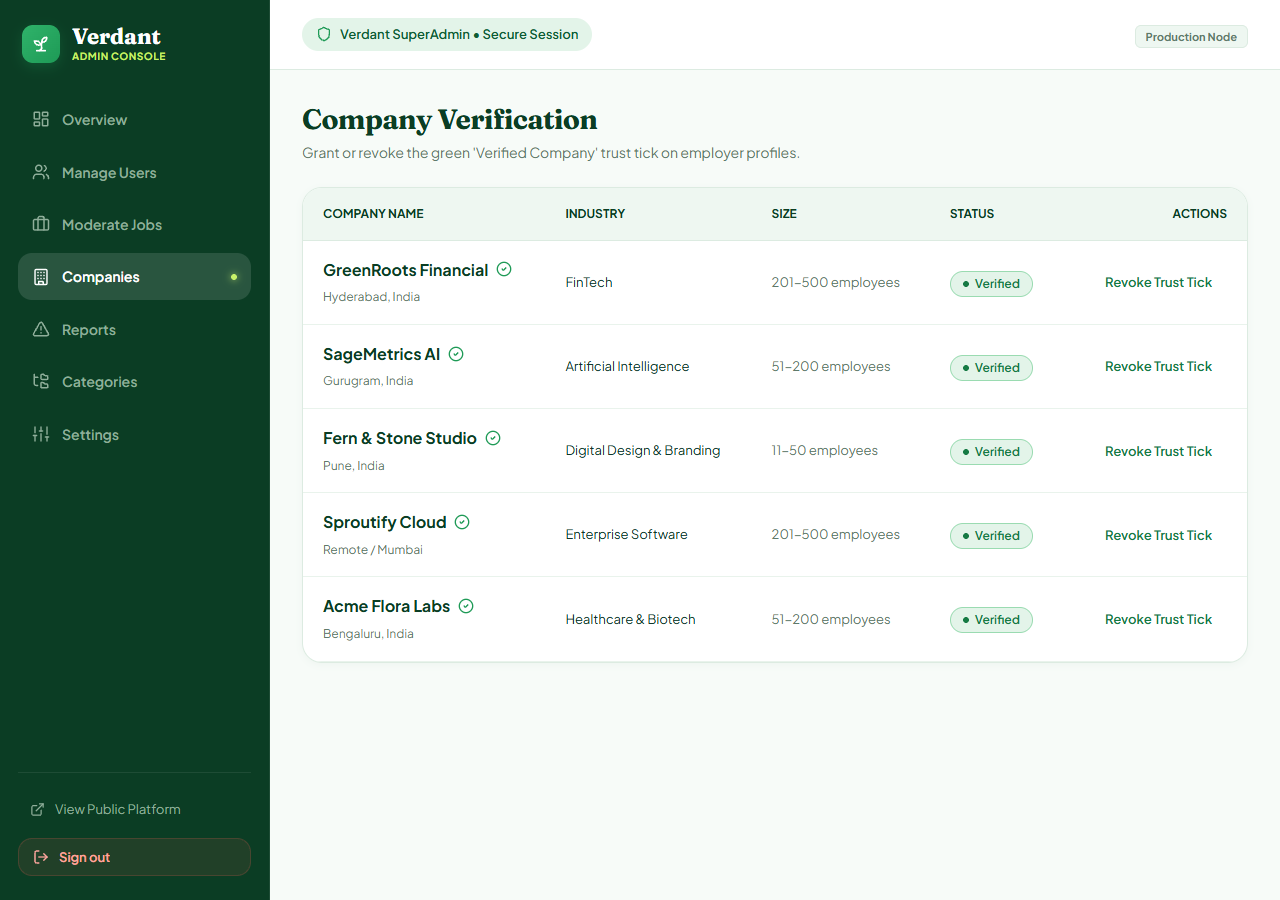 Verdant
ADMIN CONSOLE
Overview
Manage Users
Moderate Jobs
Companies
Reports
Categories
Settings
View Public Platform
Sign out
Verdant SuperAdmin • Secure Session
Production Node
Company Verification
Grant or revoke the green 'Verified Company' trust tick on employer profiles.
COMPANY NAME INDUSTRY SIZE STATUS ACTIONS
GreenRoots Financial
Hyderabad, India
FinTech 201–500 employees Verified Revoke Trust Tick
SageMetrics AI
Gurugram, India
Artificial Intelligence 51–200 employees Verified Revoke Trust Tick
Fern & Stone Studio
Pune, India
Digital Design & Branding 11–50 employees Verified Revoke Trust Tick
Sproutify Cloud
Remote / Mumbai
Enterprise Software 201–500 employees Verified Revoke Trust Tick
Acme Flora Labs
Bengaluru, India
Healthcare & Biotech 51–200 employees Verified Revoke Trust Tick